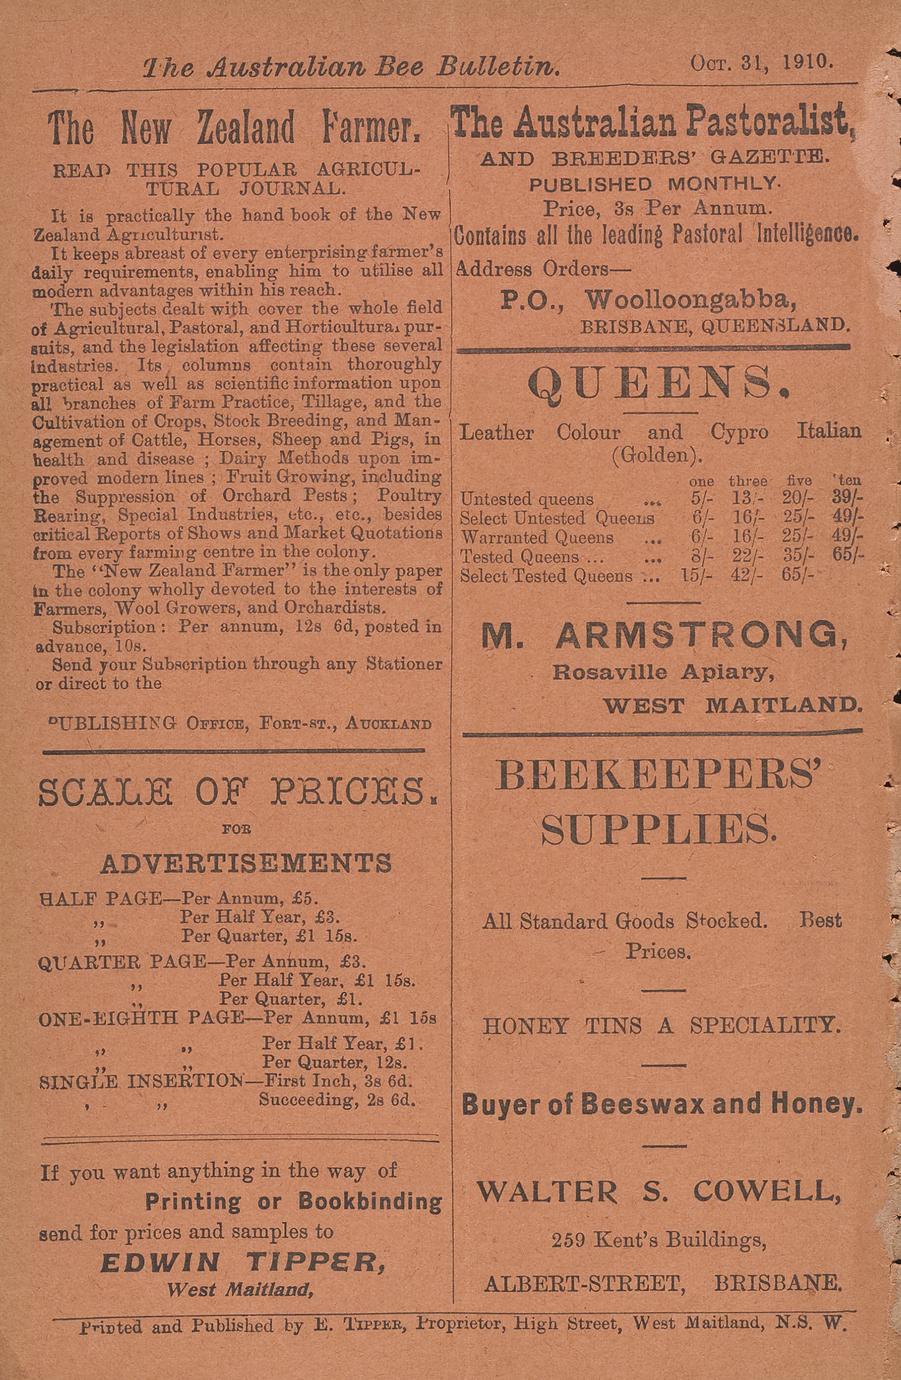 The Australian Bee Bulletin. Oct. 31, 1910.
The New Zealand Farmer.
READ THIS POPULAR AGRICUL-
TURAL JOURNAL.
It is practically the hand book of the New
Zealand Agriculturist.
It keeps abreast of every enterprising farmer's
daily requirements, enabling him to utilise all
modern advantages within his reach.
The subjects dealt with cover the whole field
of Agricultural, Pastoral, and Horticultural pur-
suits, and the legislation affecting these several
industries. Its columns contain thoroughly
practical as well as scientific information upon
all branches of Farm Practice, Tillage, and the
Cultivation of Crops, Stock Breeding, and Man-
agement of Cattle, Horses, Sheep and Pigs, in
health and disease ; Dairy Methods upon im-
proved modern lines ; Fruit Growing, including
the Suppression of Orchard Pests ; Poultry
Rearing, Special Industries, etc., etc., besides
critical Reports of Shows and Market Quotations
from every farming centre in the colony.
The "New Zealand Farmer" is the only paper
in the colony wholly devoted to the interests of
Farmers, Wool Growers, and Orchardists.
Subscription : Per annum, 12s 6d, posted in
advance, 10s.
Send your Subscription through any Stationer
or direct to the
PUBLISHING OFFICE, FORT-ST., AUCKLAND
SCALE OF PRICES.
FOR
ADVERTISEMENTS
HALF PAGE—Per Annum, £5.
,, Per Half Year, £3.
,, Per Quarter, £1 15s.
QUARTER PAGE—Per Annum, £3.
,, Per Half Year, £1 15s.
,, Per Quarter, £1.
ONE-EIGHTH PAGE—Per Annum, £1 15s
,, ,, Per Half Year, £1.
,, ,, Per Quarter, 12s.
SINGLE INSERTION—First Inch, 3s 6d.
, ,, Succeeding, 2s 6d.
If you want anything in the way of
Printing or Bookbinding
send for prices and samples to
EDWIN TIPPER,
West Maitland,
The Australian Pastoralist,
AND BREEDERS' GAZETTE.
PUBLISHED MONTHLY.
Price, 3s Per Annum.
Contains all the leading Pastoral Intelligence.
Address Orders—
P.O., Woolloongabba,
BRISBANE, QUEENSLAND.
QUEENS.
Leather Colour and Cypro Italian
(Golden).
one three five ten
Untested queens ... 5/- 13/- 20/- 39/-
Select Untested Queens 6/- 16/- 25/- 49/-
Warranted Queens ... 6/- 16/- 25/- 49/-
Tested Queens ... ... 8/- 22/- 35/- 65/-
Select Tested Queens ... 15/- 42/- 65/-
M. ARMSTRONG,
Rosaville Apiary,
WEST MAITLAND.
BEEKEEPERS'
SUPPLIES.
All Standard Goods Stocked. Best
Prices.
HONEY TINS A SPECIALITY.
Buyer of Beeswax and Honey.
WALTER S. COWELL,
259 Kent's Buildings,
ALBERT-STREET, BRISBANE.
Printed and Published by E. TIPPER, Proprietor, High Street, West Maitland, N.S. W.